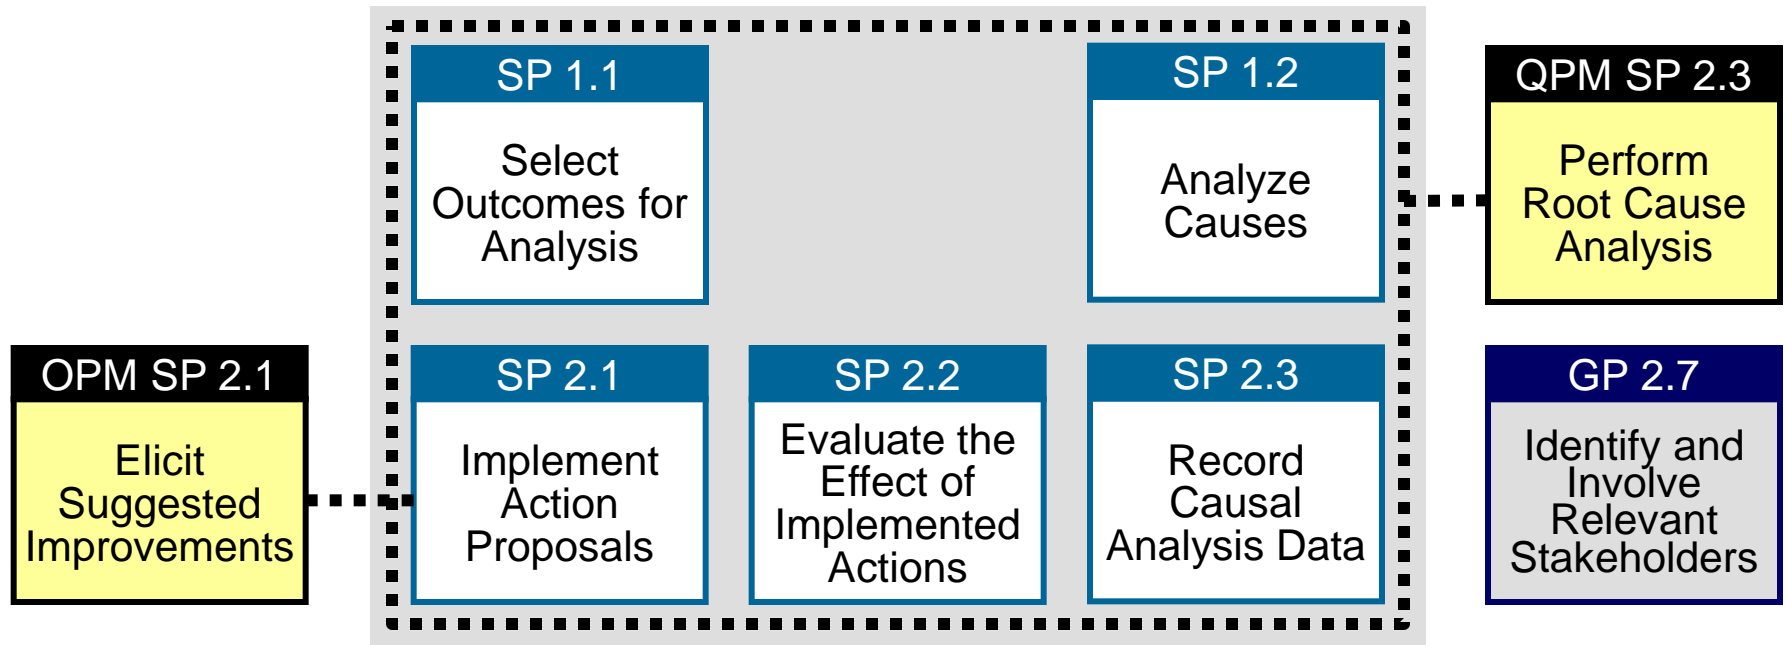 SP 1.1
Select
Outcomes for
Analysis
SP 1.2
Analyze
Causes
QPM SP 2.3
Perform
Root Cause
Analysis
OPM SP 2.1
Elicit
Suggested
Improvements
SP 2.1
Implement
Action
Proposals
SP 2.2
Evaluate the
Effect of
Implemented
Actions
SP 2.3
Record
Causal
Analysis Data
GP 2.7
Identify and
Involve
Relevant
Stakeholders